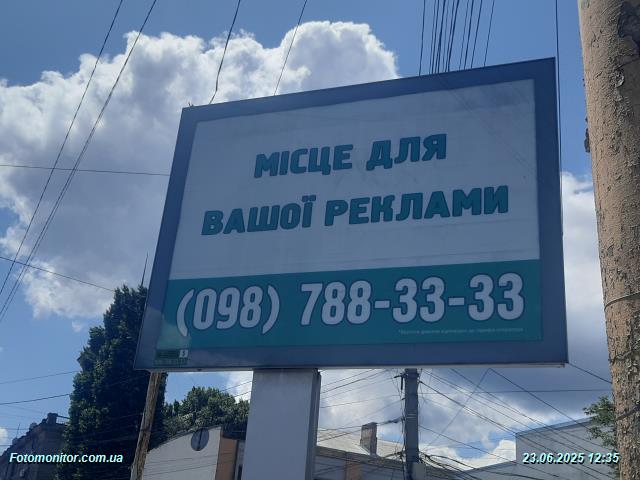 МІСЦЕ ДЛЯ
ВАШОЇ РЕКЛАМИ
(098) 788-33-33
Fotomonitor.com.ua
23.06.2025 12:35